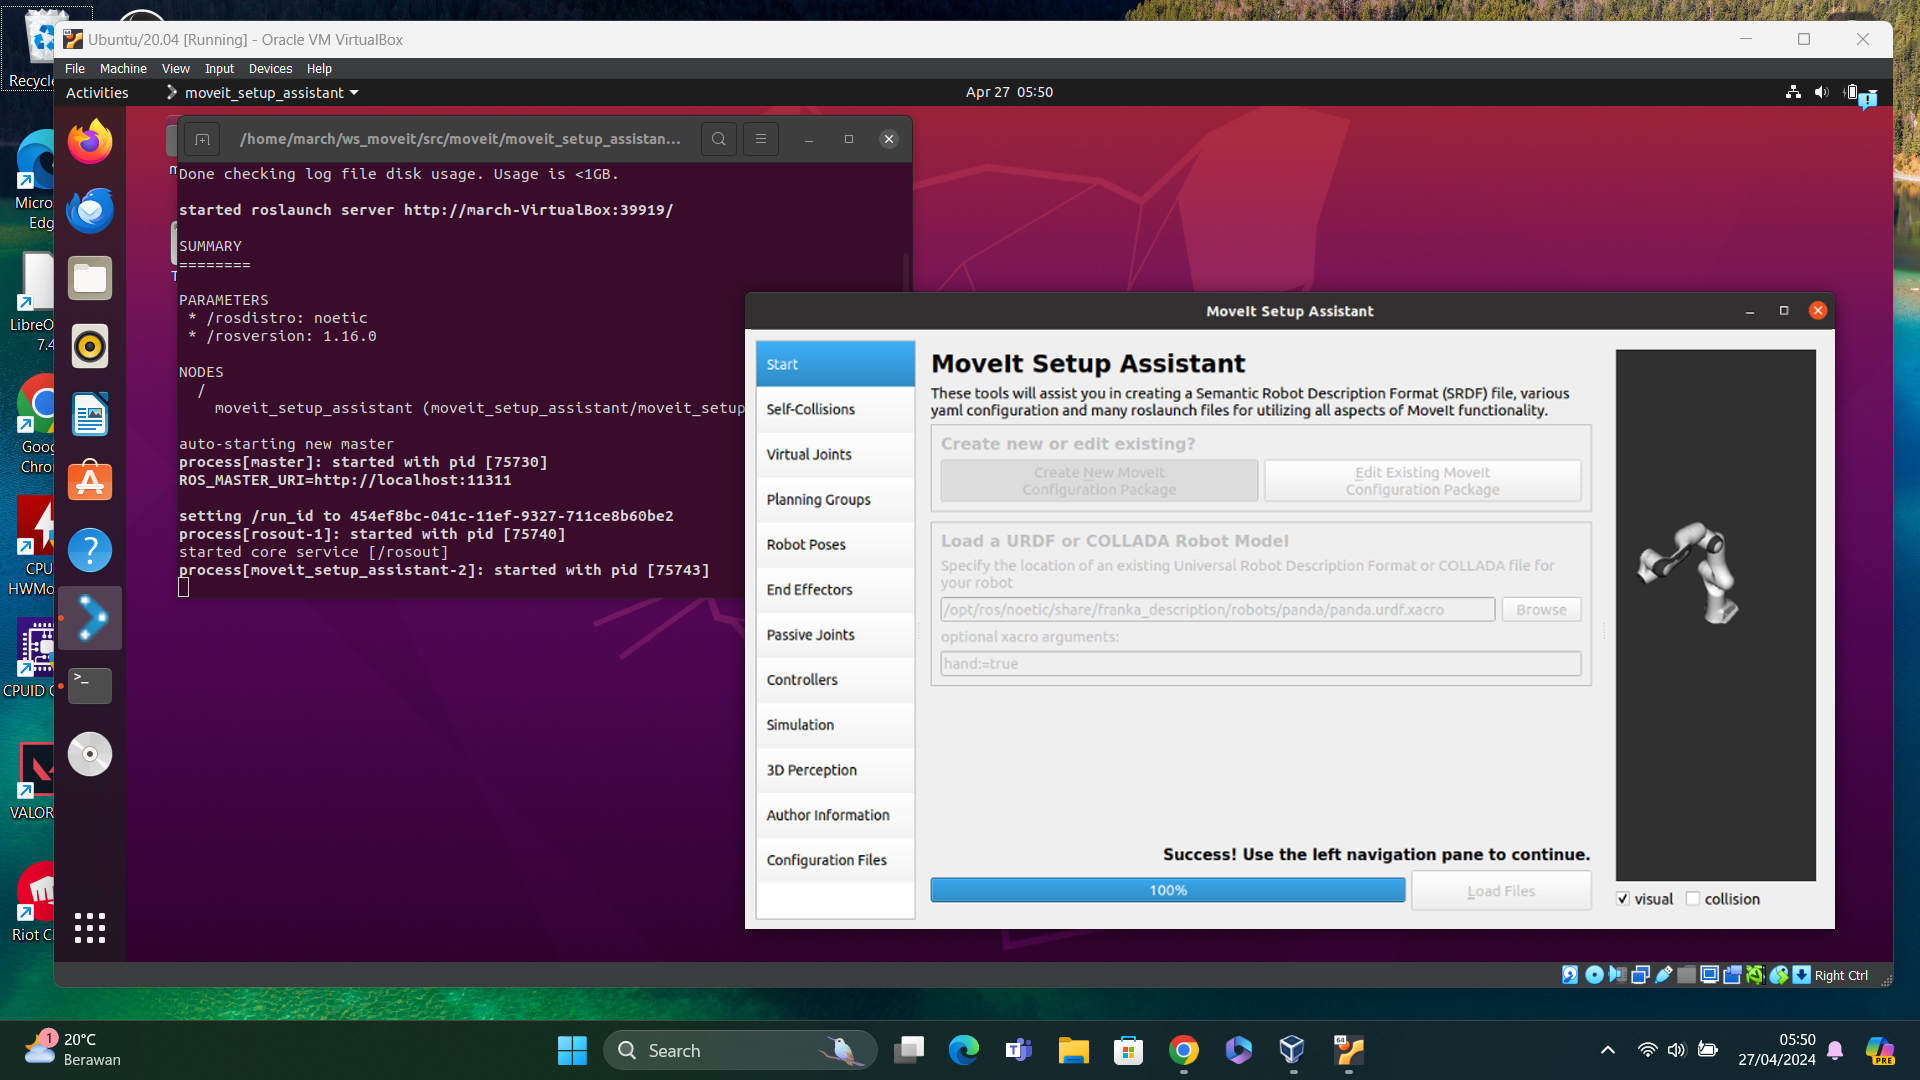 Ubuntu/20.04 [Running] - Oracle VM VirtualBox
File Machine View Input Devices Help
Activities
moveit_setup_assistant
Apr 27 05:50
/home/march/ws_moveit/src/moveit/moveit_setup_assistan...
Done checking log file disk usage. Usage is <1GB.
started roslaunch server http://march-VirtualBox:39919/
SUMMARY
========
PARAMETERS
* /rosdistro: noetic
* /rosversion: 1.16.0
NODES
/
moveit_setup_assistant (moveit_setup_assistant/moveit_setup
auto-starting new master
process[master]: started with pid [75730]
ROS_MASTER_URI=http://localhost:11311
setting /run_id to 454ef8bc-041c-11ef-9327-711ce8b60be2
process[rosout-1]: started with pid [75740]
started core service [/rosout]
process[moveit_setup_assistant-2]: started with pid [75743]
MoveIt Setup Assistant
Start
Self-Collisions
Virtual Joints
Planning Groups
Robot Poses
End Effectors
Passive Joints
Controllers
Simulation
3D Perception
Author Information
Configuration Files
MoveIt Setup Assistant
These tools will assist you in creating a Semantic Robot Description Format (SRDF) file, various
yaml configuration and many roslaunch files for utilizing all aspects of MoveIt functionality.
Create new or edit existing?
Create New MoveIt
Configuration Package
Edit Existing MoveIt
Configuration Package
Load a URDF or COLLADA Robot Model
Specify the location of an existing Universal Robot Description Format or COLLADA file for
your robot
/opt/ros/noetic/share/franka_description/robots/panda/panda.urdf.xacro
Browse
optional xacro arguments:
hand:=true
Success! Use the left navigation pane to continue.
100%
Load Files
visual
collision
Right Ctrl
Recycle
Micro
Edg
LibreO
7.4
Goog
Chro
CPU
HWMo
CPUID
VALOR
Riot Cl
1
20°C
Berawan
Search
64
05:50
27/04/2024
PRE